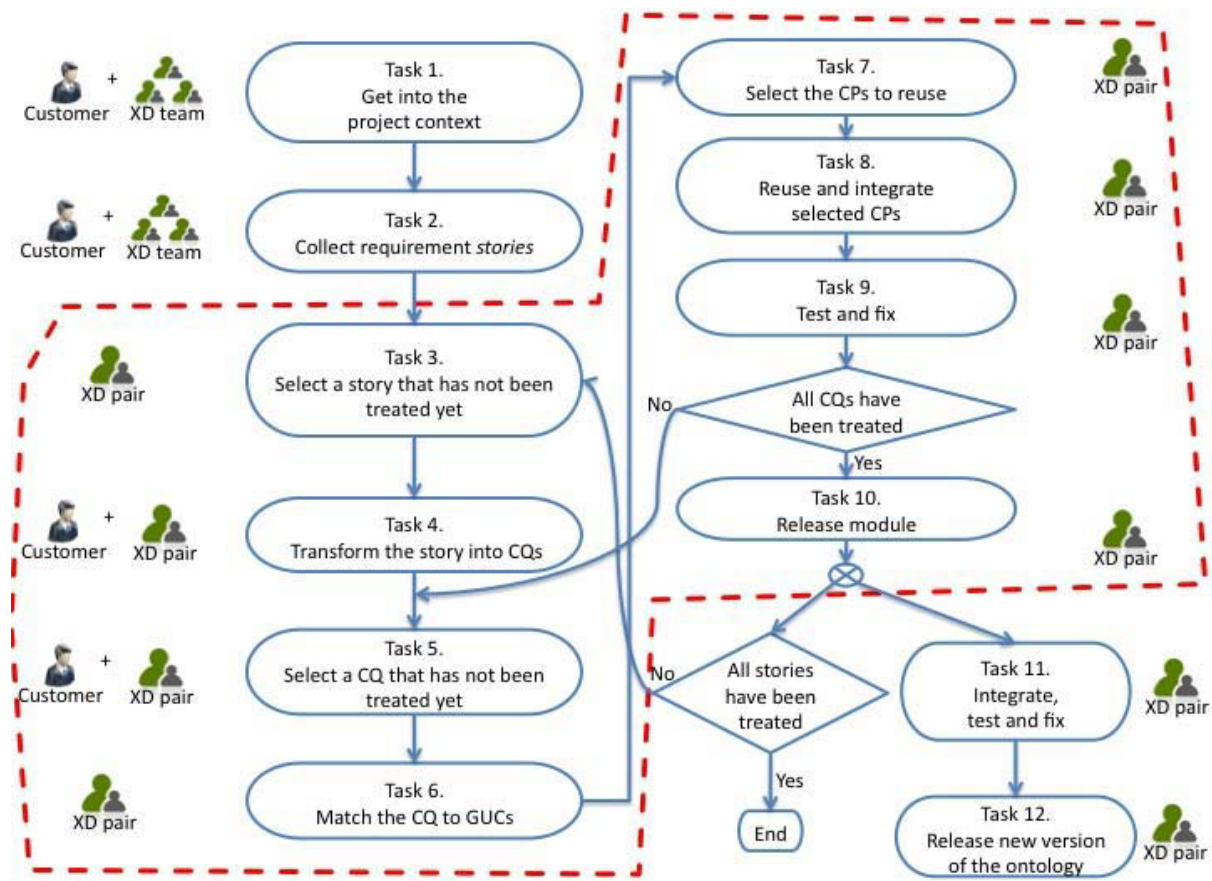 Customer
+
XD team
Task 1.
Get into the
project context
Customer
+
XD team
Task 2.
Collect requirement stories
XD pair
Task 3.
Select a story that has not been
treated yet
Customer
+
XD pair
Task 4.
Transform the story into CQs
Customer
+
XD pair
Task 5.
Select a CQ that has not been
treated yet
XD pair
Task 6.
Match the CQ to GUCs
Task 7.
Select the CPs to reuse
XD pair
Task 8.
Reuse and integrate
selected CPs
XD pair
Task 9.
Test and fix
XD pair
No
All CQs have
been treated
Yes
Task 10.
Release module
XD pair
No
All stories
have been
treated
Yes
End
Task 11.
Integrate,
test and fix
XD pair
Task 12.
Release new version
of the ontology
XD pair